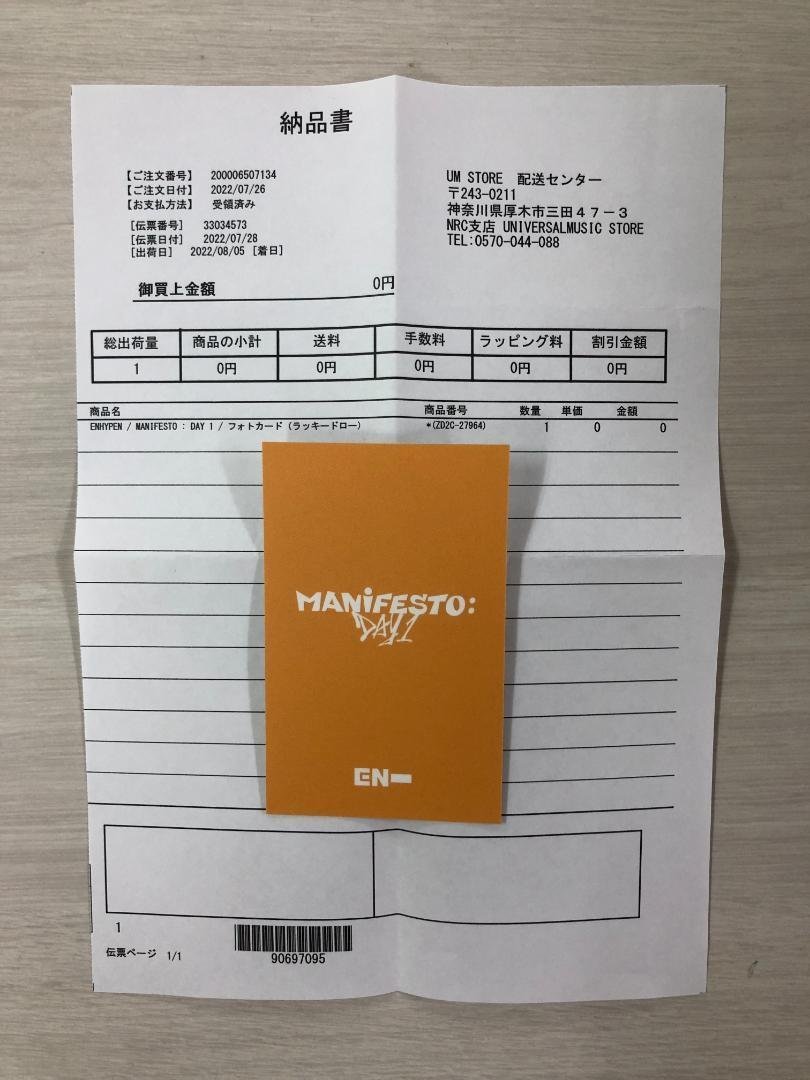 納品書
【ご注文番号】 200006507134
【ご注文日付】 2022/07/26
【お支払方法】 受領済み
[伝票番号] 33034573
[伝票日付] 2022/07/28
[出荷日] 2022/08/05 [着日]
UM STORE 配送センター
〒243-0211
神奈川県厚木市三田４７－３
NRC支店 UNIVERSALMUSIC STORE
TEL:0570-044-088
御買上金額 0円
総出荷量 商品の小計 送料 手数料 ラッピング料 割引金額
1 0円 0円 0円 0円 0円
商品名 商品番号 数量 単価 金額
ENHYPEN / MANIFESTO : DAY 1 / フォトカード (ラッキードロー) *(ZD2C-27964) 1 0 0
MANiFESTO:
DAY 1
EN-
1
伝票ページ 1/1
90697095